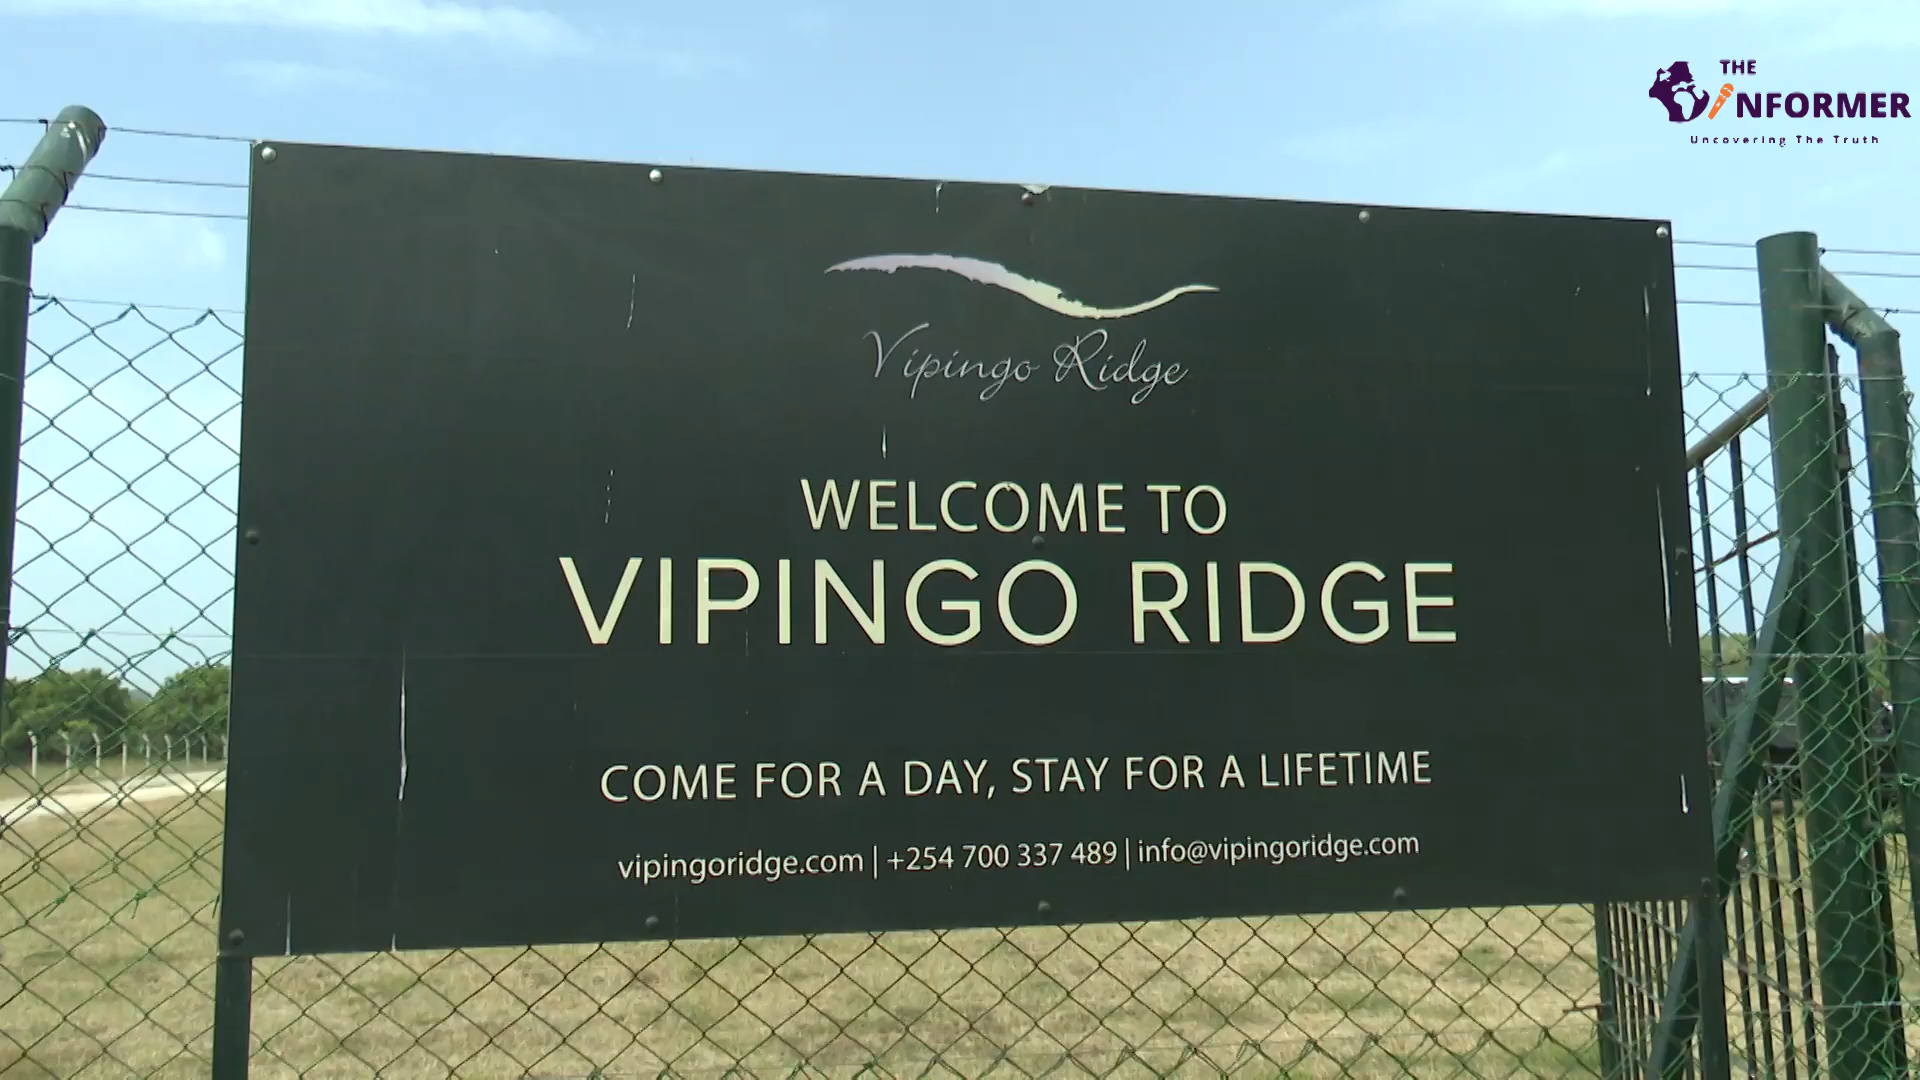 THE
INFORMER
Uncovering The Truth
Vipingo Ridge
WELCOME TO
VIPINGO RIDGE
COME FOR A DAY, STAY FOR A LIFETIME
vipingoridge.com | +254 700 337 489 | info@vipingoridge.com